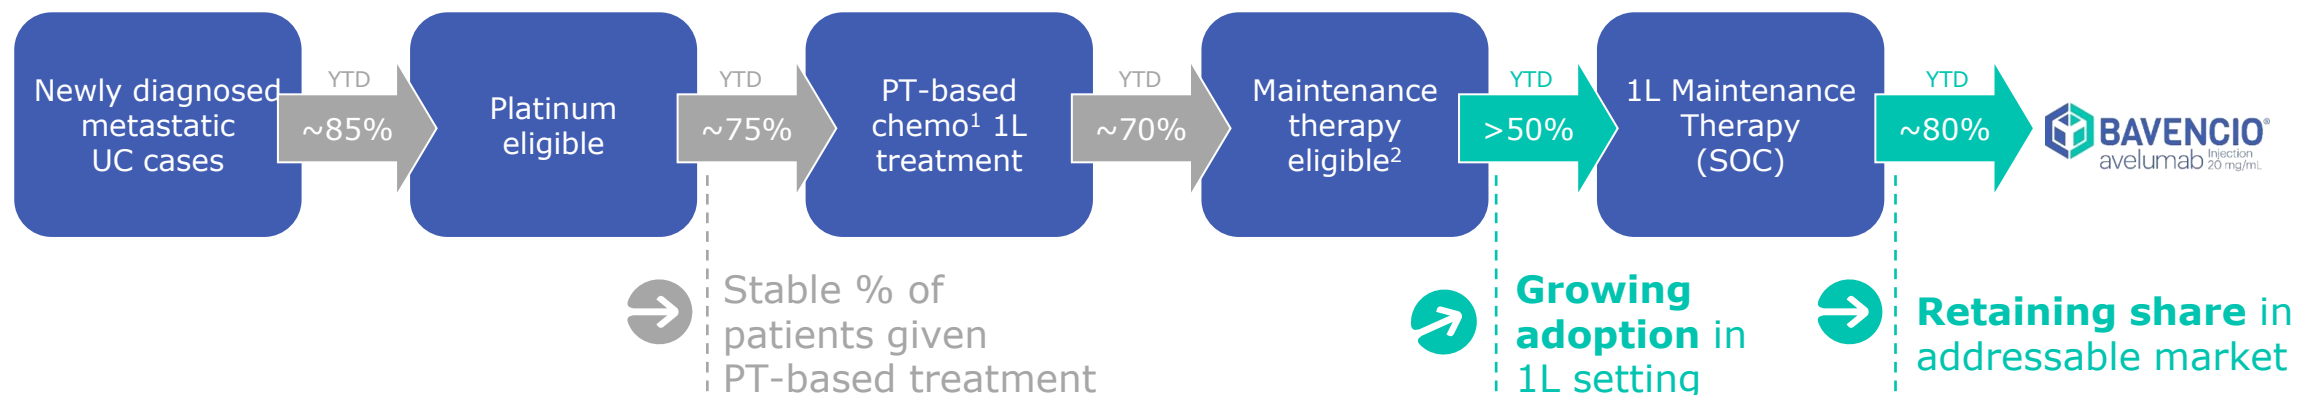 Newly diagnosed
metastatic
UC cases
YTD
~85%
Platinum
eligible
YTD
~75%
PT-based
chemo¹ 1L
treatment
YTD
~70%
Maintenance
therapy
eligible²
YTD
>50%
1L Maintenance
Therapy
(SOC)
YTD
~80%
BAVENCIO®
avelumab Injection
20 mg/mL
Stable % of
patients given
PT-based treatment
Growing
adoption in
1L setting
Retaining share in
addressable market